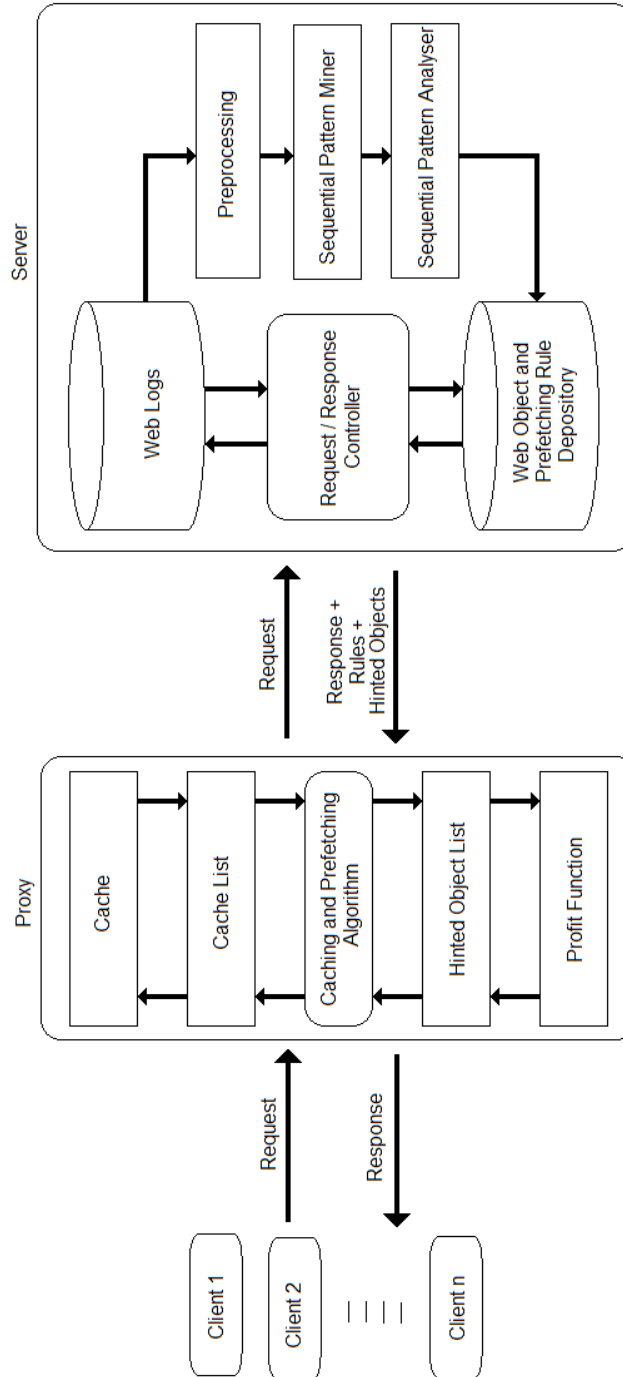 Client 1
Client 2
Client n
Request
Response
Proxy
Cache
Cache List
Caching and Prefetching
Algorithm
Hinted Object List
Profit Function
Request
Response +
Rules +
Hinted Objects
Server
Web Logs
Request / Response
Controller
Web Object and
Prefetching Rule
Depository
Preprocessing
Sequential Pattern Miner
Sequential Pattern Analyser